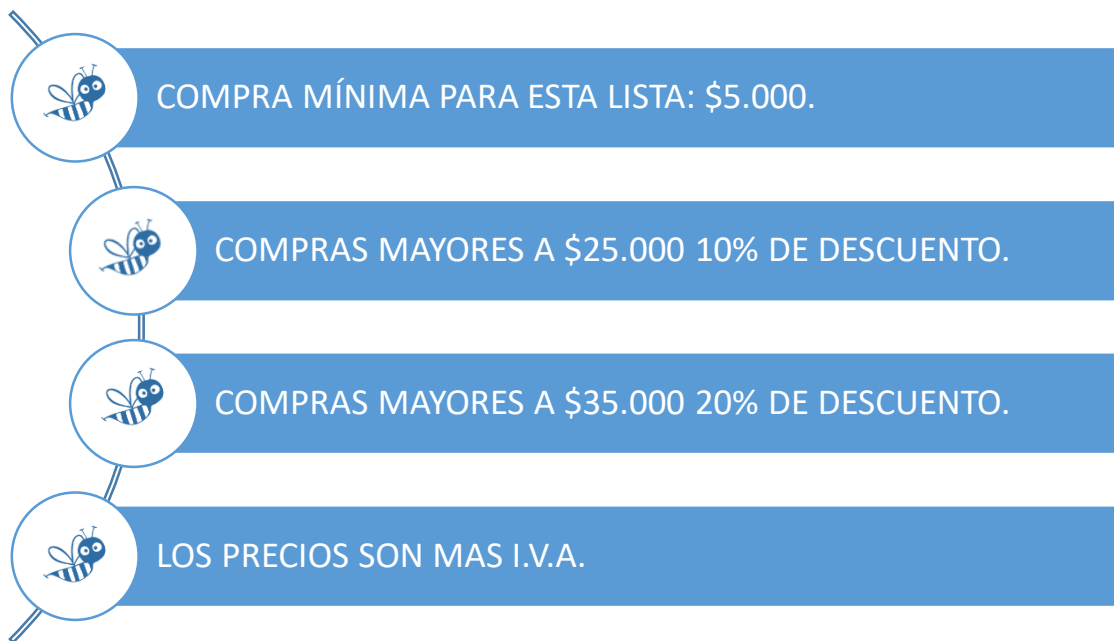 COMPRA MÍNIMA PARA ESTA LISTA: $5.000.
COMPRAS MAYORES A $25.000 10% DE DESCUENTO.
COMPRAS MAYORES A $35.000 20% DE DESCUENTO.
LOS PRECIOS SON MAS I.V.A.